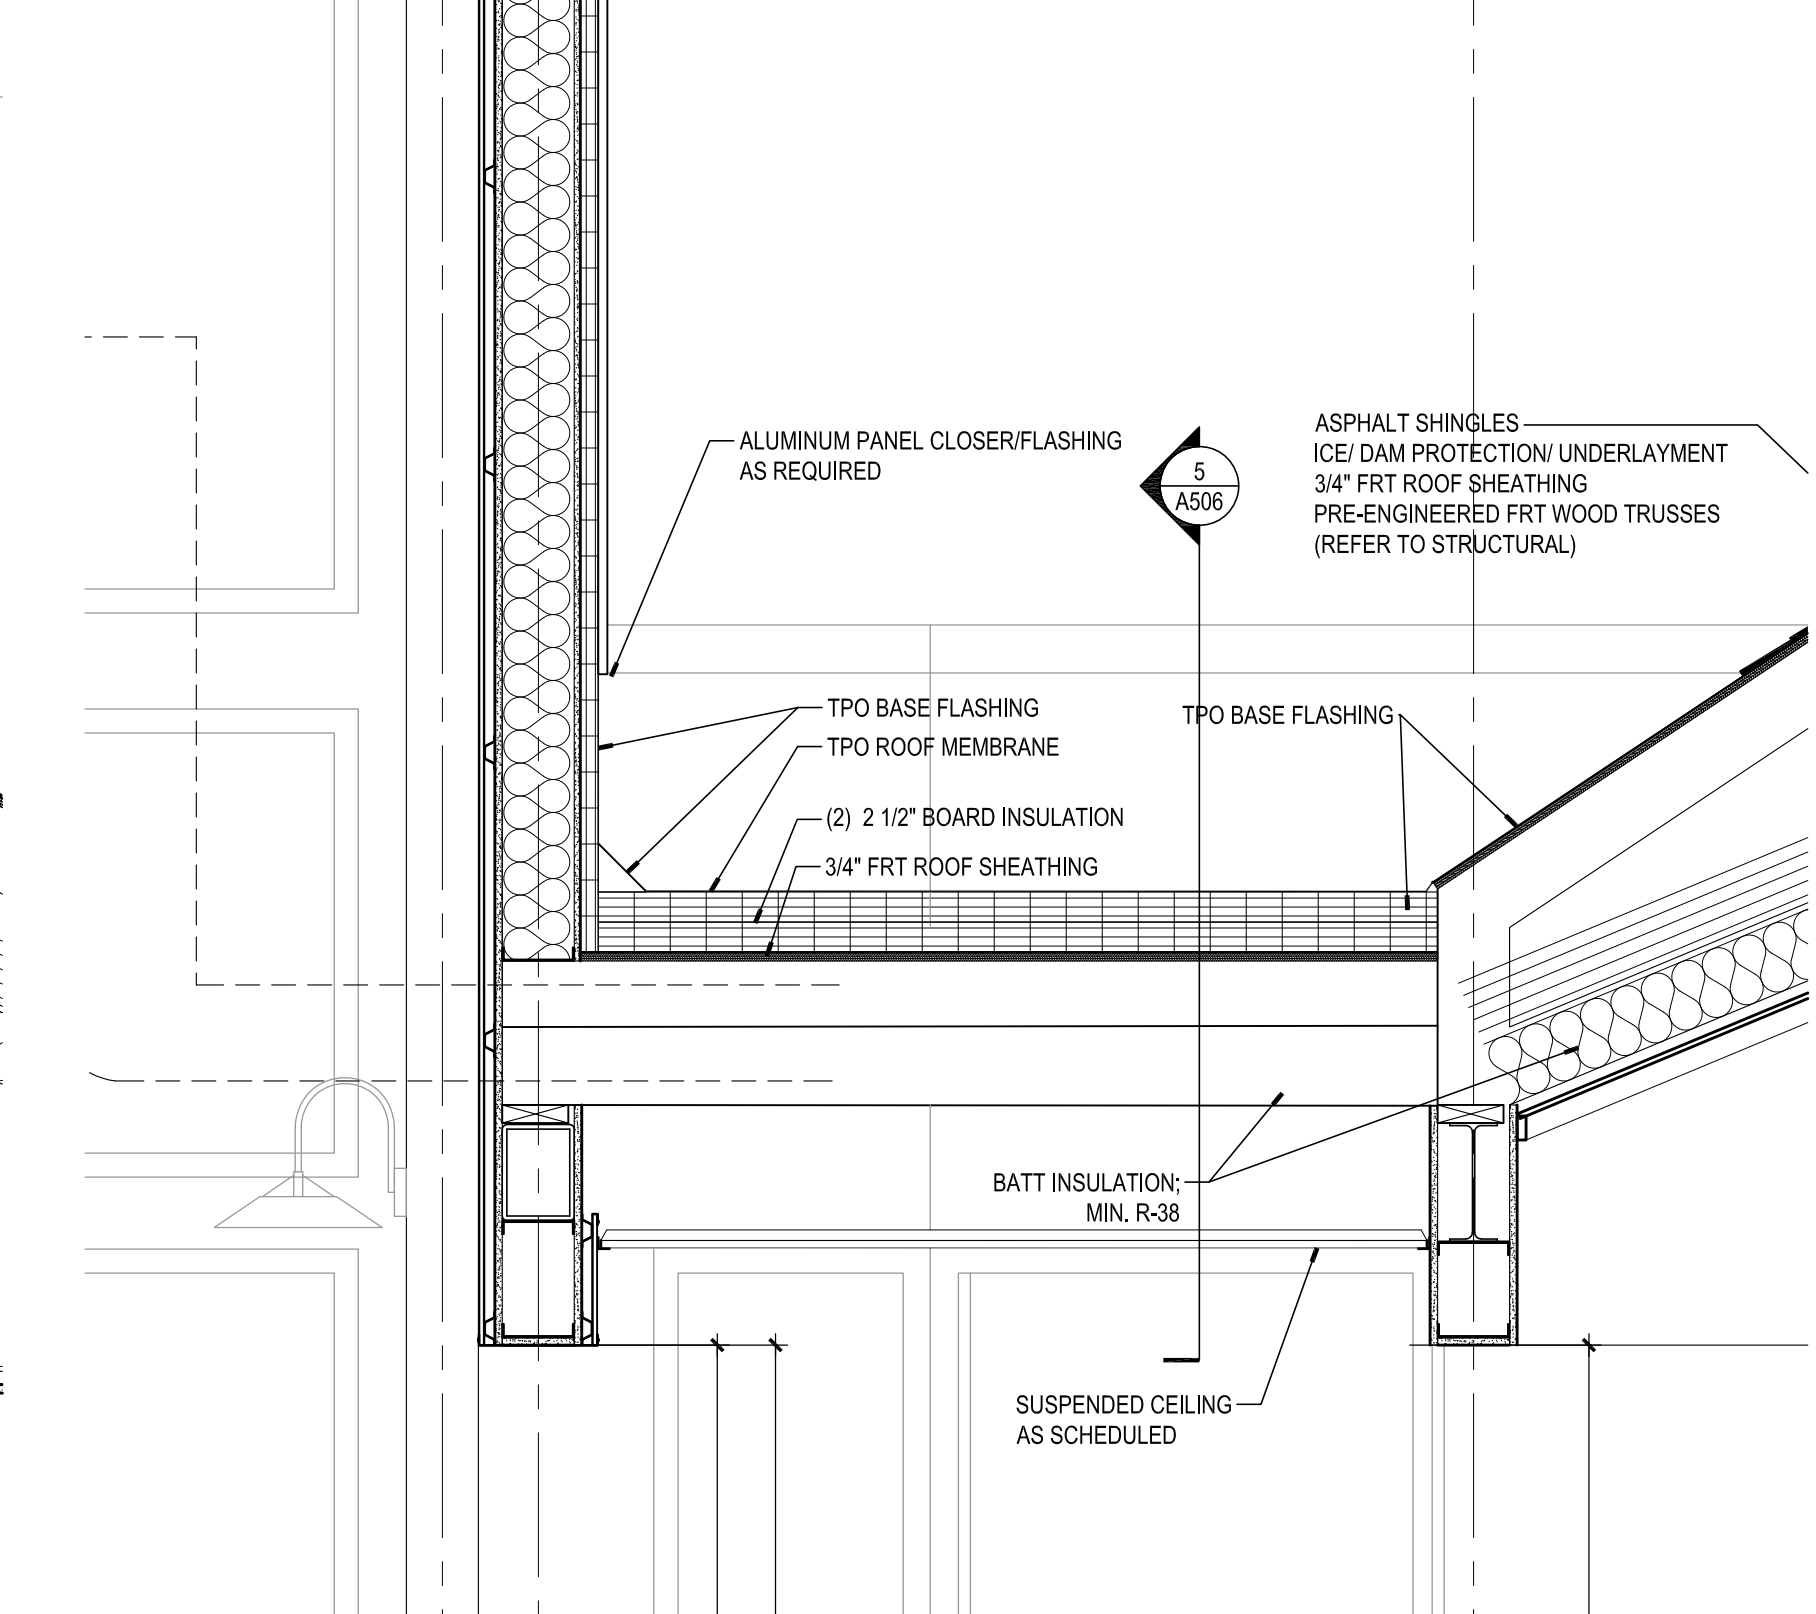 ALUMINUM PANEL CLOSER/FLASHING
AS REQUIRED
5
A506
ASPHALT SHINGLES
ICE/ DAM PROTECTION/ UNDERLAYMENT
3/4" FRT ROOF SHEATHING
PRE-ENGINEERED FRT WOOD TRUSSES
(REFER TO STRUCTURAL)
TPO BASE FLASHING
TPO ROOF MEMBRANE
(2) 2 1/2" BOARD INSULATION
3/4" FRT ROOF SHEATHING
TPO BASE FLASHING
BATT INSULATION;
MIN. R-38
SUSPENDED CEILING
AS SCHEDULED